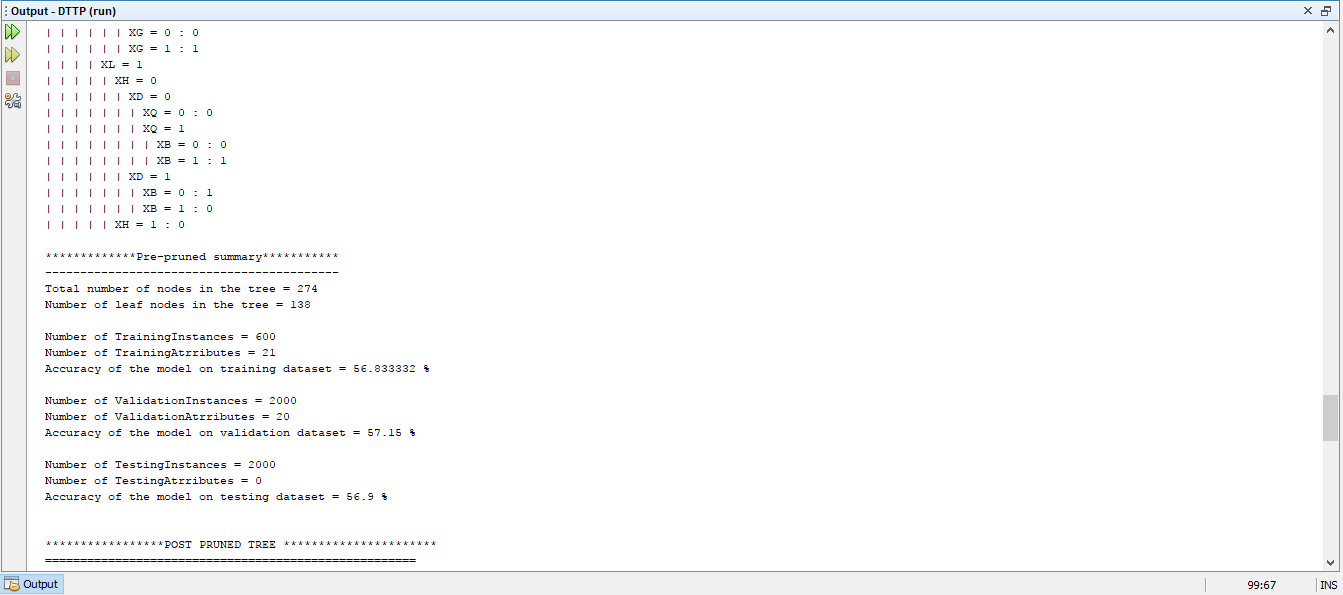 Output - DTTP (run)
| | | | | | XG = 0 : 0
| | | | | | XG = 1 : 1
| | | | XL = 1
| | | | | XH = 0
| | | | | | XD = 0
| | | | | | | XQ = 0 : 0
| | | | | | | XQ = 1
| | | | | | | | XB = 0 : 0
| | | | | | | | XB = 1 : 1
| | | | | | XD = 1
| | | | | | | XB = 0 : 1
| | | | | | | XB = 1 : 0
| | | | | XH = 1 : 0
*************Pre-pruned summary***********
------------------------------------------
Total number of nodes in the tree = 274
Number of leaf nodes in the tree = 138
Number of TrainingInstances = 600
Number of TrainingAtrributes = 21
Accuracy of the model on training dataset = 56.833332 %
Number of ValidationInstances = 2000
Number of ValidationAtrributes = 20
Accuracy of the model on validation dataset = 57.15 %
Number of TestingInstances = 2000
Number of TestingAtrributes = 0
Accuracy of the model on testing dataset = 56.9 %
*****************POST PRUNED TREE **********************
=====================================================
Output
99:67
INS